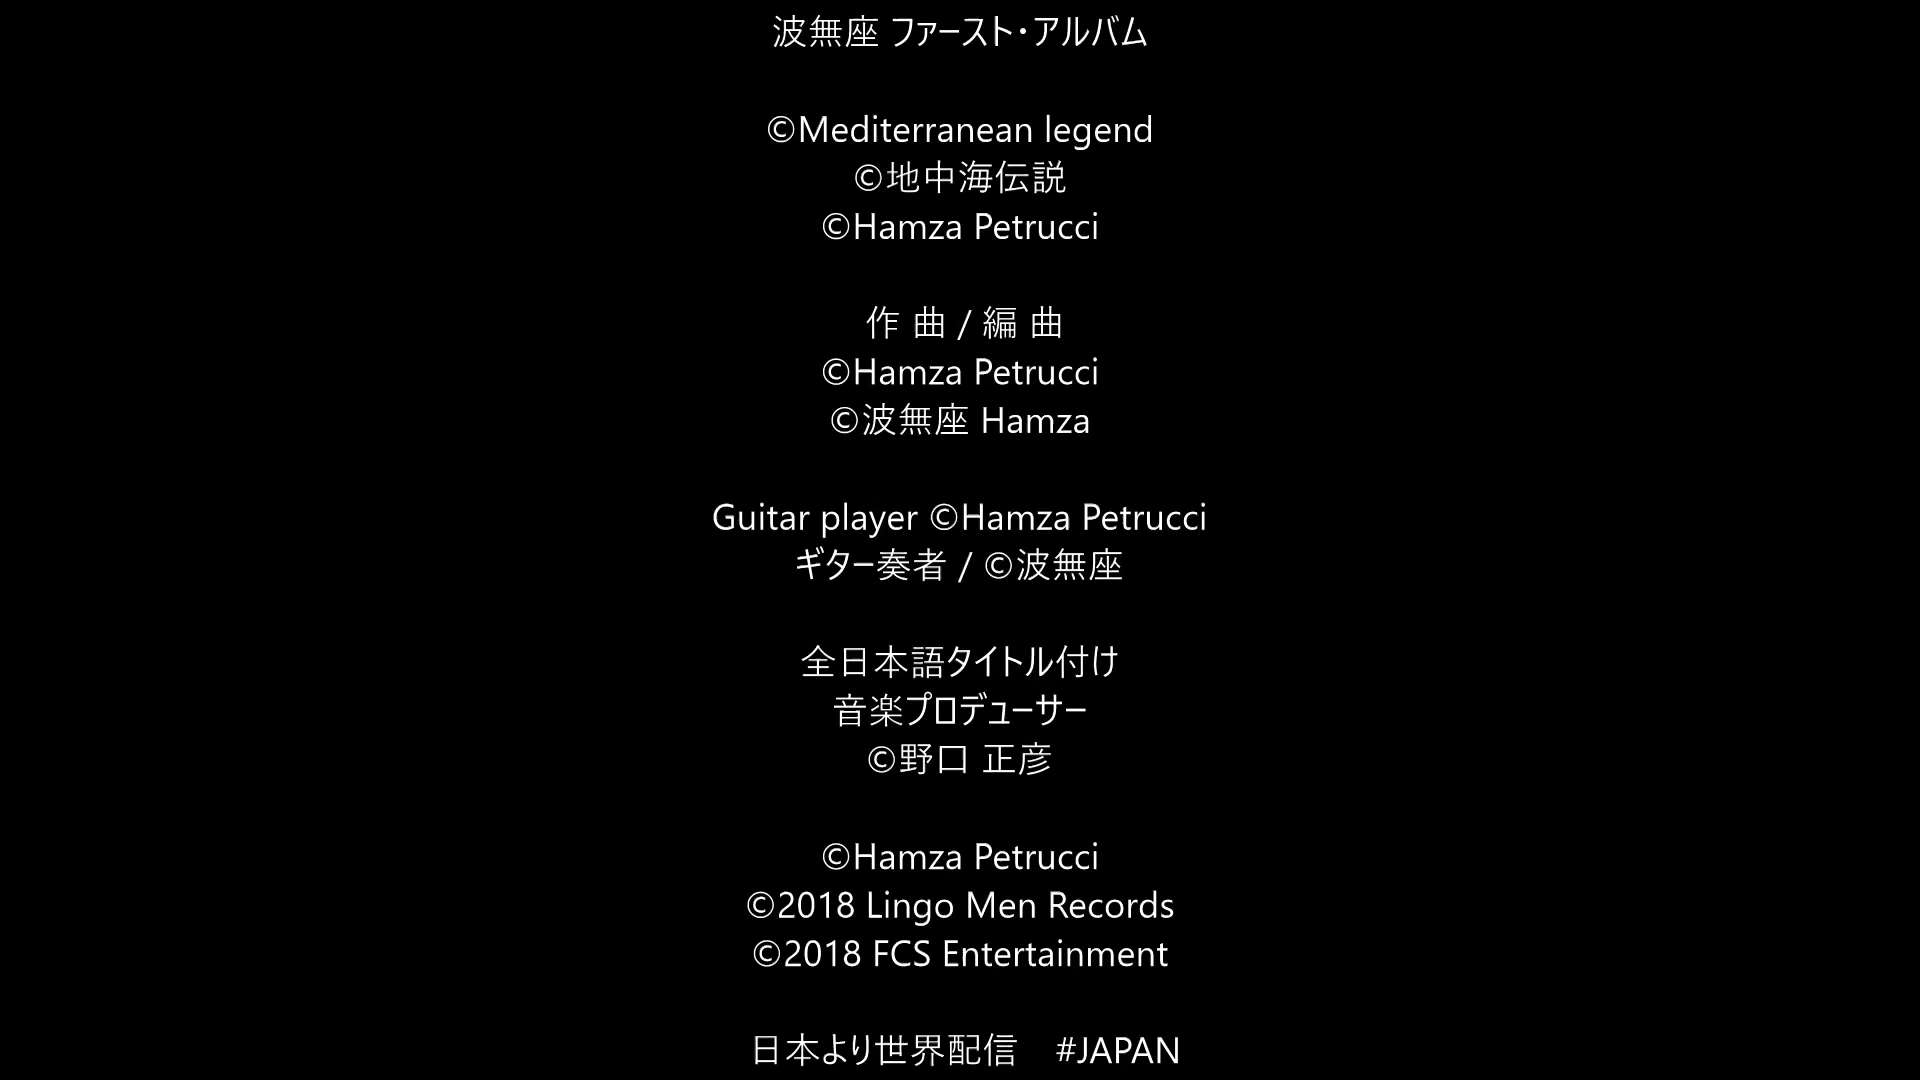 波無座 ファースト・アルバム
©Mediterranean legend
©地中海伝説
©Hamza Petrucci
作 曲 / 編 曲
©Hamza Petrucci
©波無座 Hamza
Guitar player ©Hamza Petrucci
ギター奏者 / ©波無座
全日本語タイトル付け
音楽プロデューサー
©野口 正彦
©Hamza Petrucci
©2018 Lingo Men Records
©2018 FCS Entertainment
日本より世界配信　#JAPAN